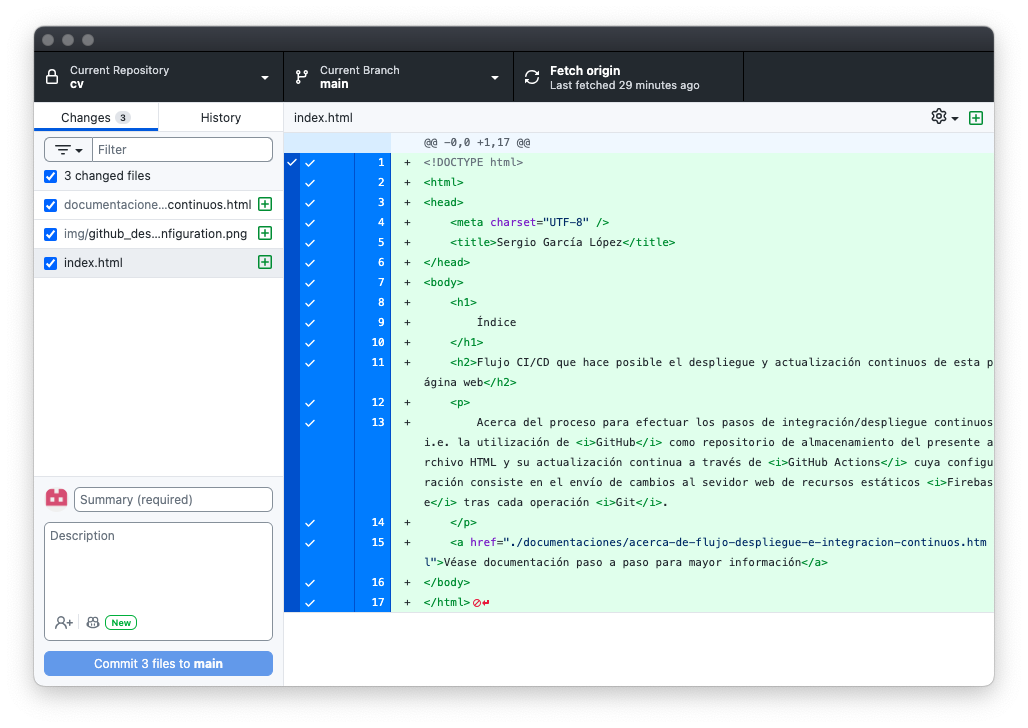 Current Repository
cv
Current Branch
main
Fetch origin
Last fetched 29 minutes ago
Changes 3
History
Filter
3 changed files
documentacione...continuos.html
img/github_des...nfiguration.png
index.html
Summary (required)
Description
New
Commit 3 files to main
index.html
@@ -0,0 +1,17 @@
1 + <!DOCTYPE html>
2 + <html>
3 + <head>
4 + <meta charset="UTF-8" />
5 + <title>Sergio García López</title>
6 + </head>
7 + <body>
8 + <h1>
9 + Índice
10 + </h1>
11 + <h2>Flujo CI/CD que hace posible el despliegue y actualización continuos de esta p
ágina web</h2>
12 + <p>
13 + Acerca del proceso para efectuar los pasos de integración/despliegue continuos
i.e. la utilización de <i>GitHub</i> como repositorio de almacenamiento del presente a
rchivo HTML y su actualización continua a través de <i>GitHub Actions</i> cuya configu
ración consiste en el envío de cambios al sevidor web de recursos estáticos <i>Firebas
e</i> tras cada operación <i>Git</i>.
14 + </p>
15 + <a href="./documentaciones/acerca-de-flujo-despliegue-e-integracion-continuos.htm
l">Véase documentación paso a paso para mayor información</a>
16 + </body>
17 + </html>